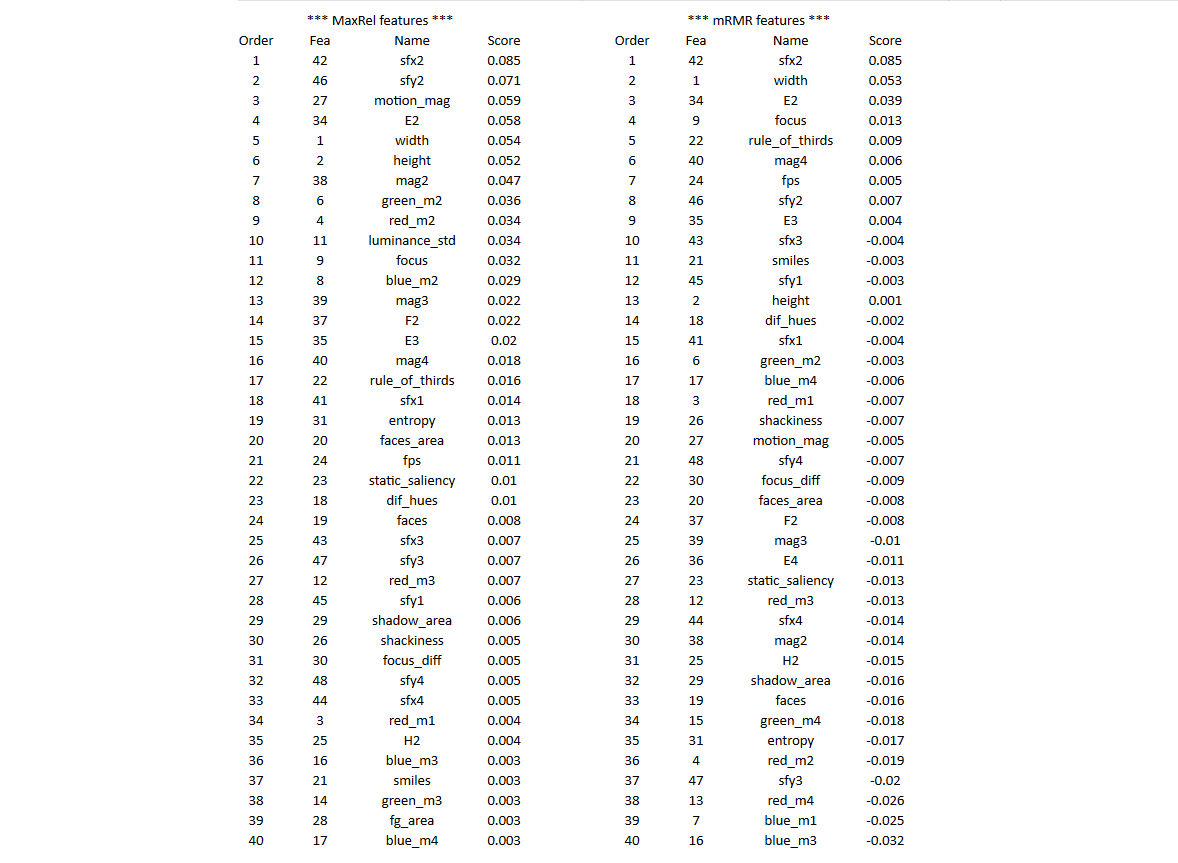 *** MaxRel features *** *** mRMR features ***
Order Fea Name Score Order Fea Name Score
1 42 sfx2 0.085 1 42 sfx2 0.085
2 46 sfy2 0.071 2 1 width 0.053
3 27 motion_mag 0.059 3 34 E2 0.039
4 34 E2 0.058 4 9 focus 0.013
5 1 width 0.054 5 22 rule_of_thirds 0.009
6 2 height 0.052 6 40 mag4 0.006
7 38 mag2 0.047 7 24 fps 0.005
8 6 green_m2 0.036 8 46 sfy2 0.007
9 4 red_m2 0.034 9 35 E3 0.004
10 11 luminance_std 0.034 10 43 sfx3 -0.004
11 9 focus 0.032 11 21 smiles -0.003
12 8 blue_m2 0.029 12 45 sfy1 -0.003
13 39 mag3 0.022 13 2 height 0.001
14 37 F2 0.022 14 18 dif_hues -0.002
15 35 E3 0.02 15 41 sfx1 -0.004
16 40 mag4 0.018 16 6 green_m2 -0.003
17 22 rule_of_thirds 0.016 17 17 blue_m4 -0.006
18 41 sfx1 0.014 18 3 red_m1 -0.007
19 31 entropy 0.013 19 26 shackiness -0.007
20 20 faces_area 0.013 20 27 motion_mag -0.005
21 24 fps 0.011 21 48 sfy4 -0.007
22 23 static_saliency 0.01 22 30 focus_diff -0.009
23 18 dif_hues 0.01 23 20 faces_area -0.008
24 19 faces 0.008 24 37 F2 -0.008
25 43 sfx3 0.007 25 39 mag3 -0.01
26 47 sfy3 0.007 26 36 E4 -0.011
27 12 red_m3 0.007 27 23 static_saliency -0.013
28 45 sfy1 0.006 28 12 red_m3 -0.013
29 29 shadow_area 0.006 29 44 sfx4 -0.014
30 26 shackiness 0.005 30 38 mag2 -0.014
31 30 focus_diff 0.005 31 25 H2 -0.015
32 48 sfy4 0.005 32 29 shadow_area -0.016
33 44 sfx4 0.005 33 19 faces -0.016
34 3 red_m1 0.004 34 15 green_m4 -0.018
35 25 H2 0.004 35 31 entropy -0.017
36 16 blue_m3 0.003 36 4 red_m2 -0.019
37 21 smiles 0.003 37 47 sfy3 -0.02
38 14 green_m3 0.003 38 13 red_m4 -0.026
39 28 fg_area 0.003 39 7 blue_m1 -0.025
40 17 blue_m4 0.003 40 16 blue_m3 -0.032